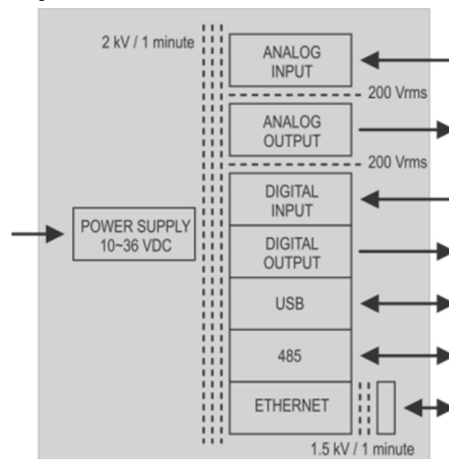 2 kV / 1 minute
ANALOG
INPUT
200 Vrms
ANALOG
OUTPUT
200 Vrms
DIGITAL
INPUT
POWER SUPPLY
10~36 VDC
DIGITAL
OUTPUT
USB
485
ETHERNET
1.5 kV / 1 minute